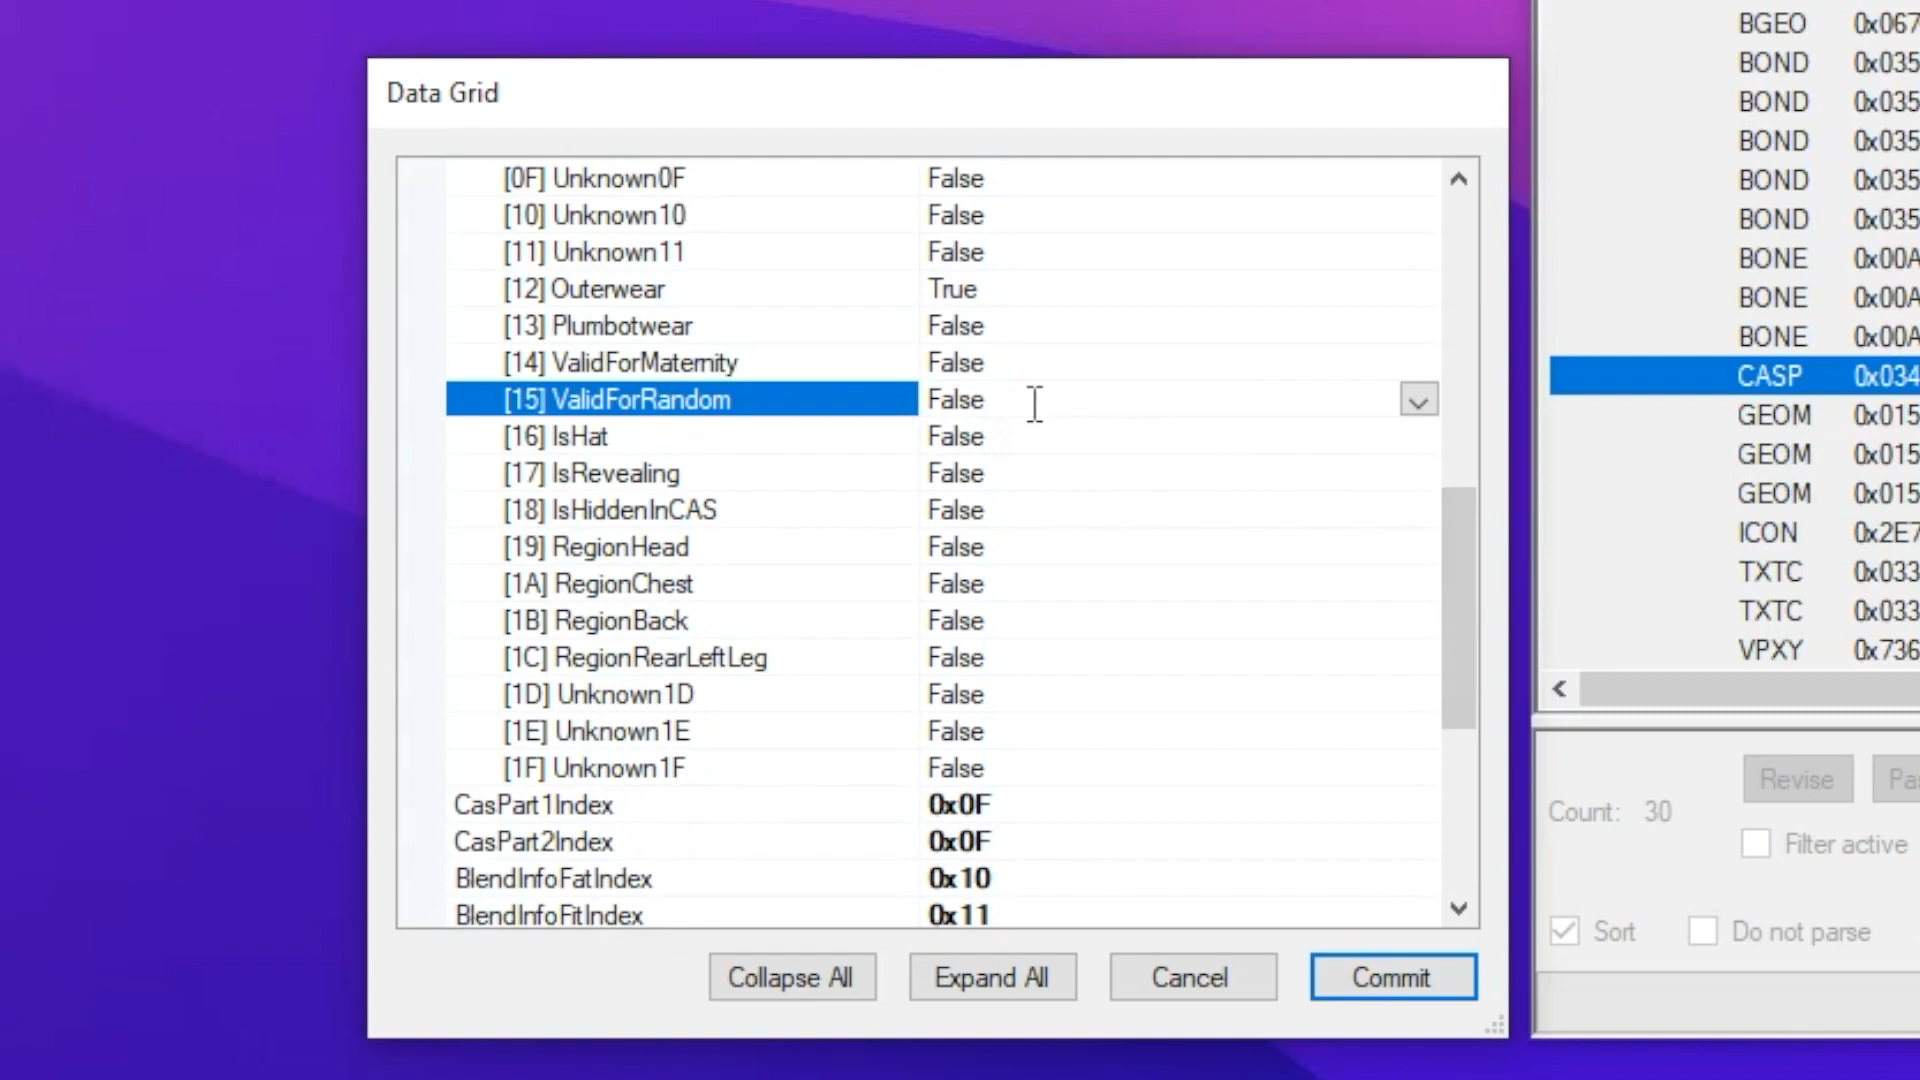 Data Grid
[0F] Unknown0F False
[10] Unknown10 False
[11] Unknown11 False
[12] Outerwear True
[13] Plumbotwear False
[14] ValidForMaternity False
[15] ValidForRandom False
[16] IsHat False
[17] IsRevealing False
[18] IsHiddenInCAS False
[19] RegionHead False
[1A] RegionChest False
[1B] RegionBack False
[1C] RegionRearLeftLeg False
[1D] Unknown1D False
[1E] Unknown1E False
[1F] Unknown1F False
CasPart1Index 0x0F
CasPart2Index 0x0F
BlendInfoFatIndex 0x10
BlendInfoFitIndex 0x11
Collapse All Expand All Cancel Commit
BGEO 0x067
BOND 0x035
BOND 0x035
BOND 0x035
BOND 0x035
BOND 0x035
BONE 0x00A
BONE 0x00A
BONE 0x00A
CASP 0x034
GEOM 0x015
GEOM 0x015
GEOM 0x015
ICON 0x2E7
TXTC 0x033
TXTC 0x033
VPXY 0x736
Revise Pa
Count: 30
Filter active
Sort Do not parse